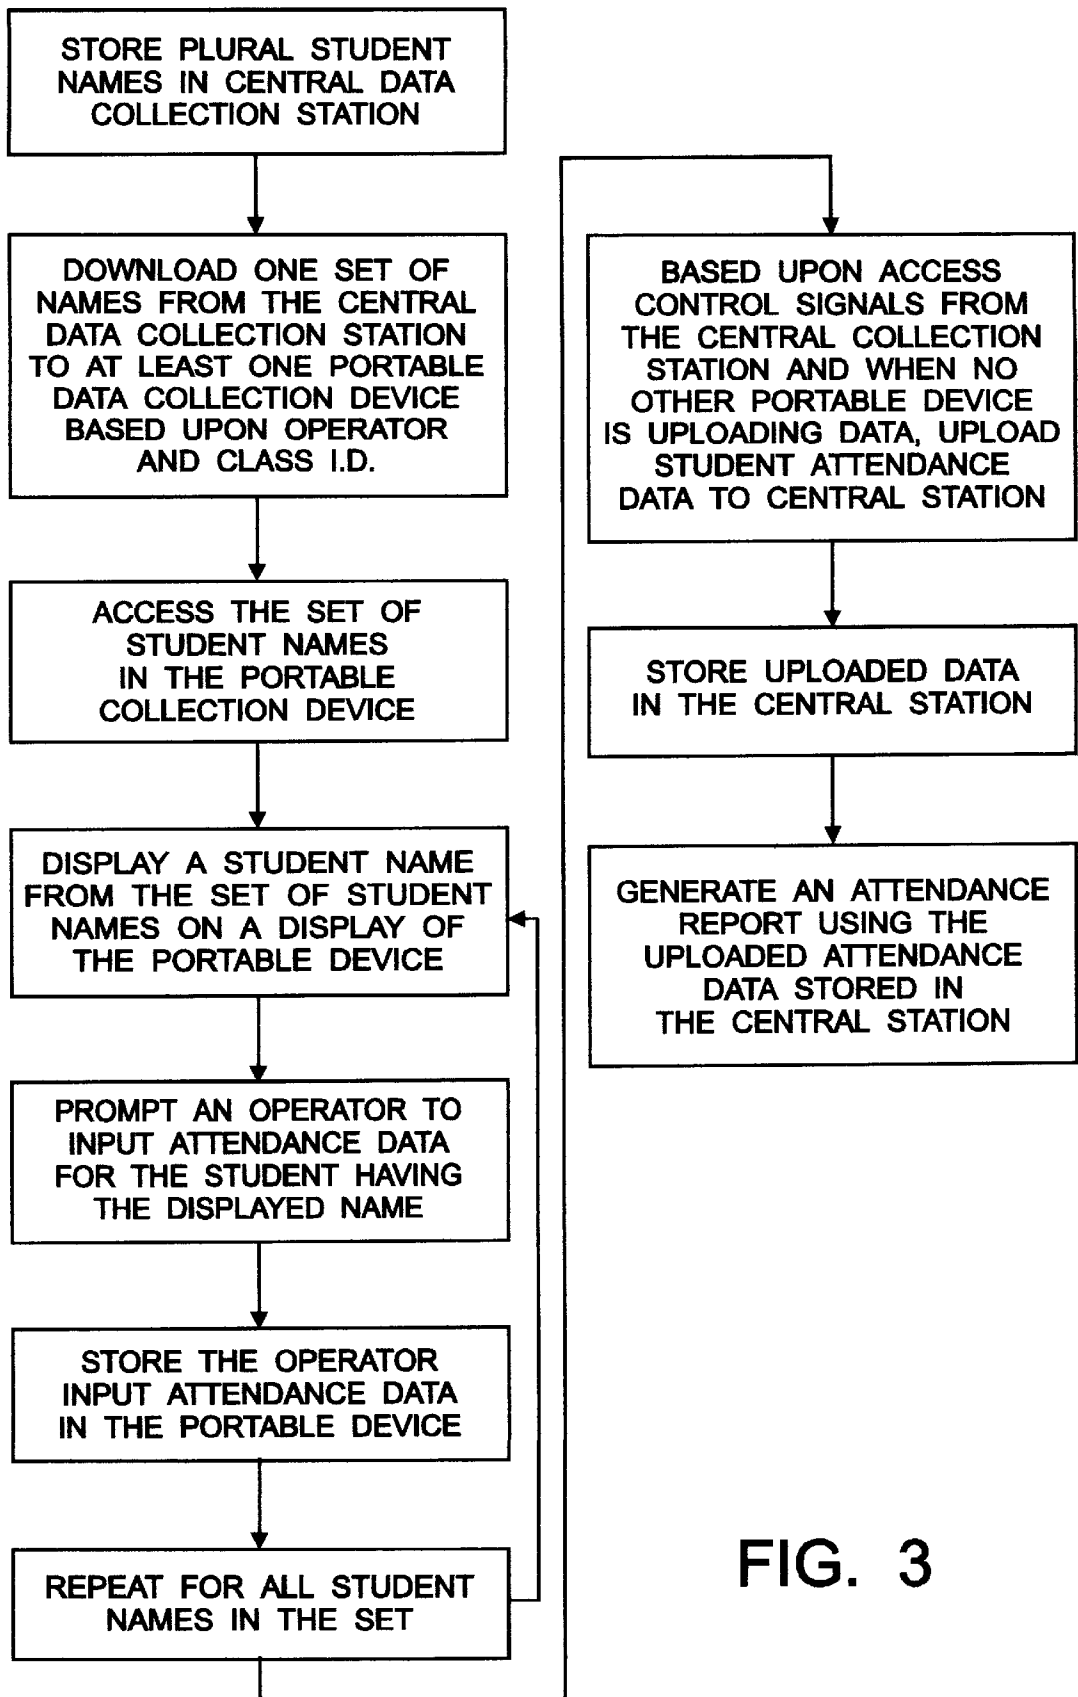 STORE PLURAL STUDENT
NAMES IN CENTRAL DATA
COLLECTION STATION
DOWNLOAD ONE SET OF
NAMES FROM THE CENTRAL
DATA COLLECTION STATION
TO AT LEAST ONE PORTABLE
DATA COLLECTION DEVICE
BASED UPON OPERATOR
AND CLASS I.D.
ACCESS THE SET OF
STUDENT NAMES
IN THE PORTABLE
COLLECTION DEVICE
DISPLAY A STUDENT NAME
FROM THE SET OF STUDENT
NAMES ON A DISPLAY OF
THE PORTABLE DEVICE
PROMPT AN OPERATOR TO
INPUT ATTENDANCE DATA
FOR THE STUDENT HAVING
THE DISPLAYED NAME
STORE THE OPERATOR
INPUT ATTENDANCE DATA
IN THE PORTABLE DEVICE
REPEAT FOR ALL STUDENT
NAMES IN THE SET
BASED UPON ACCESS
CONTROL SIGNALS FROM
THE CENTRAL COLLECTION
STATION AND WHEN NO
OTHER PORTABLE DEVICE
IS UPLOADING DATA, UPLOAD
STUDENT ATTENDANCE
DATA TO CENTRAL STATION
STORE UPLOADED DATA
IN THE CENTRAL STATION
GENERATE AN ATTENDANCE
REPORT USING THE
UPLOADED ATTENDANCE
DATA STORED IN
THE CENTRAL STATION
FIG. 3